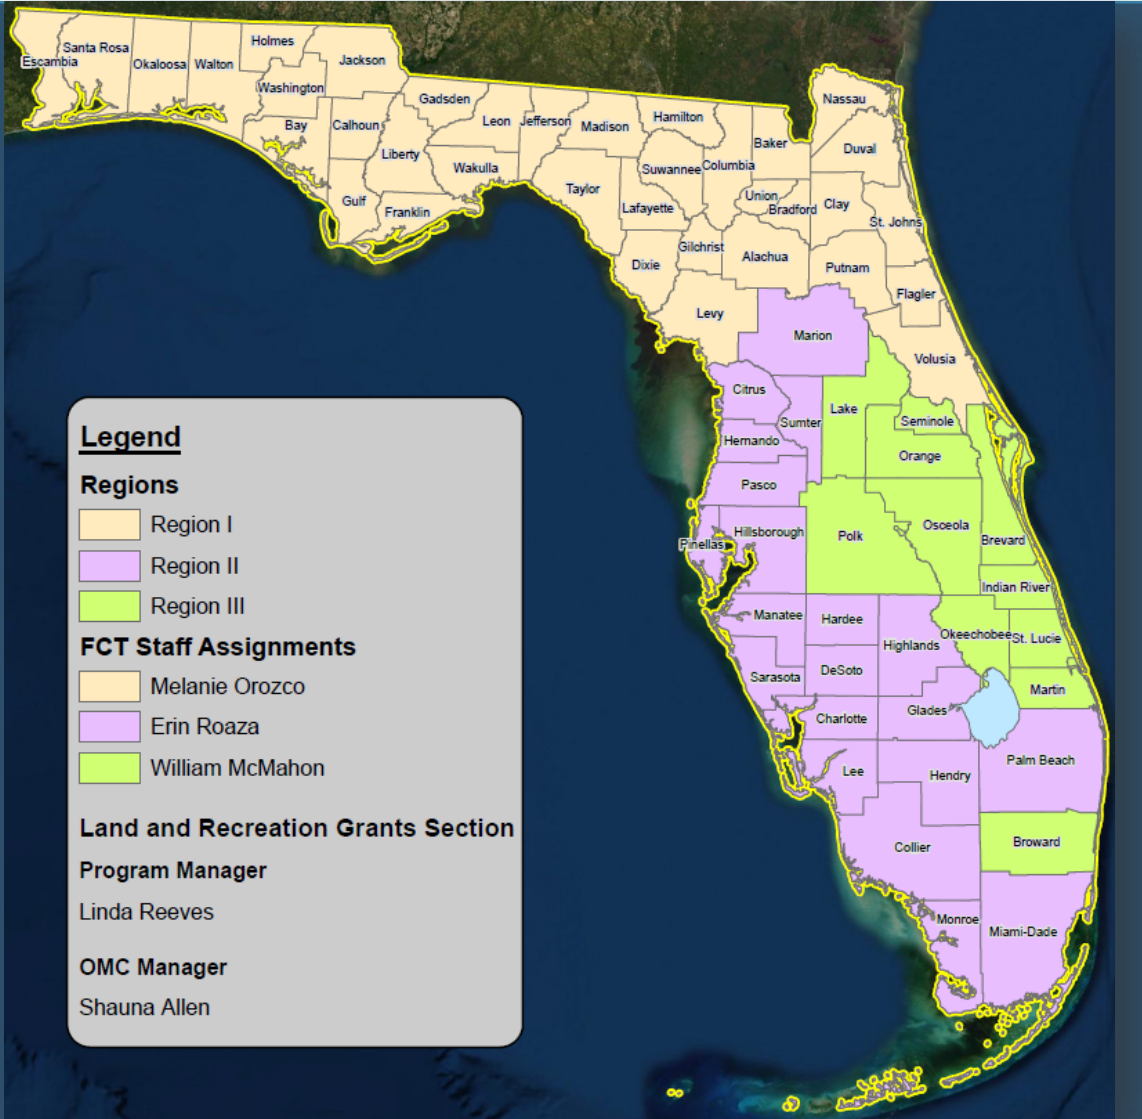 Escambia
Santa Rosa
Okaloosa
Walton
Holmes
Washington
Jackson
Bay
Calhoun
Gulf
Liberty
Gadsden
Franklin
Leon
Wakulla
Jefferson
Madison
Taylor
Hamilton
Suwannee
Lafayette
Dixie
Columbia
Gilchrist
Levy
Baker
Union
Bradford
Alachua
Nassau
Duval
Clay
St. Johns
Putnam
Flagler
Volusia
Marion
Citrus
Sumter
Hernando
Pasco
Pinellas
Hillsborough
Lake
Seminole
Orange
Polk
Osceola
Brevard
Indian River
Manatee
Hardee
Highlands
Okeechobee
St. Lucie
Sarasota
DeSoto
Martin
Charlotte
Glades
Lee
Hendry
Palm Beach
Collier
Broward
Monroe
Miami-Dade
Legend
Regions
Region I
Region II
Region III
FCT Staff Assignments
Melanie Orozco
Erin Roaza
William McMahon
Land and Recreation Grants Section
Program Manager
Linda Reeves
OMC Manager
Shauna Allen